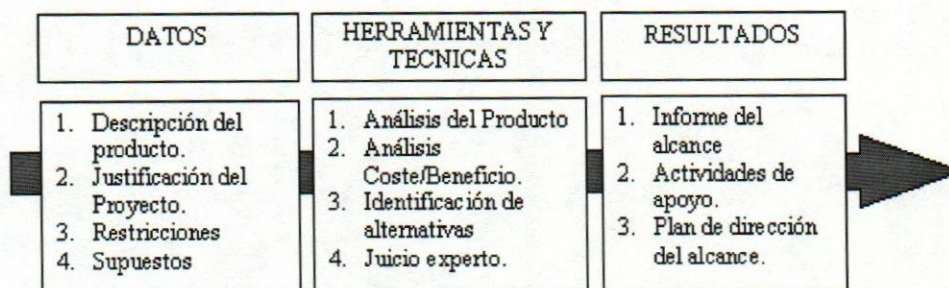 DATOS
HERRAMIENTAS Y
TECNICAS
RESULTADOS
1. Descripción del
producto.
2. Justificación del
Proyecto.
3. Restricciones
4. Supuestos
1. Análisis del Producto
2. Análisis
Coste/Beneficio.
3. Identificación de
alternativas
4. Juicio experto.
1. Informe del
alcance
2. Actividades de
apoyo.
3. Plan de dirección
del alcance.